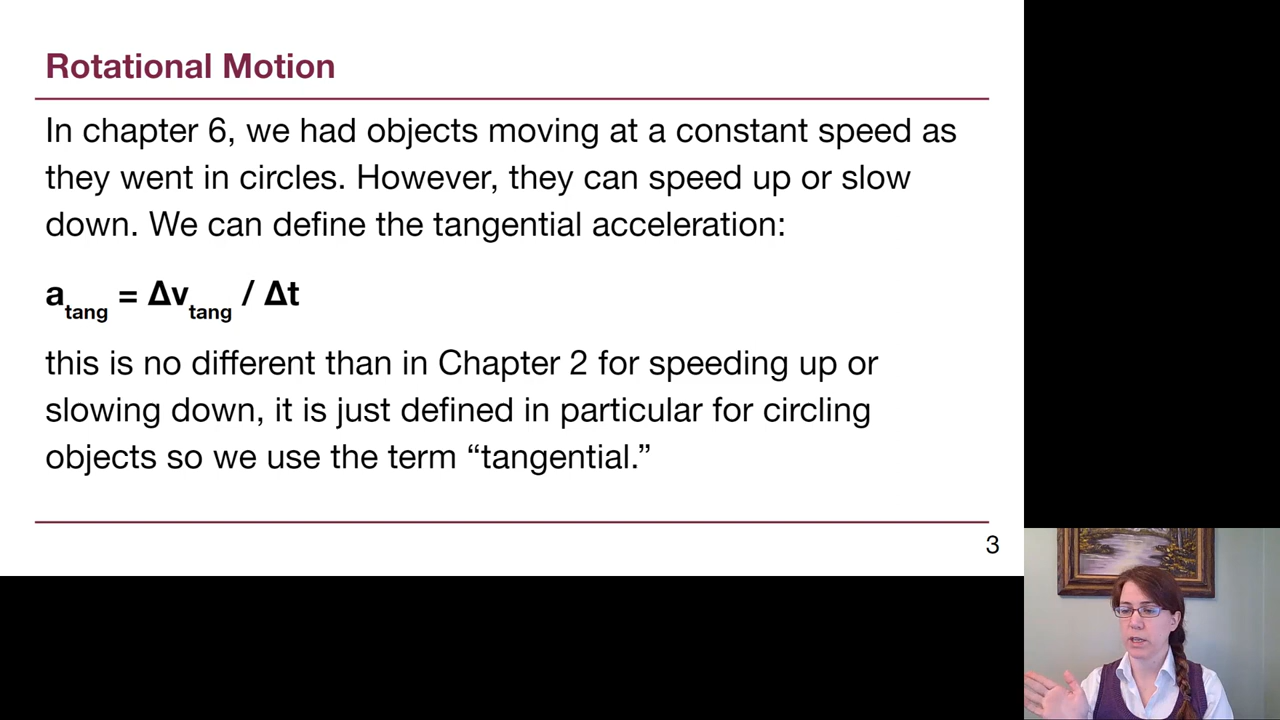 Rotational Motion
In chapter 6, we had objects moving at a constant speed as
they went in circles. However, they can speed up or slow
down. We can define the tangential acceleration:
a_tang = Δv_tang / Δt
this is no different than in Chapter 2 for speeding up or
slowing down, it is just defined in particular for circling
objects so we use the term “tangential.”
3